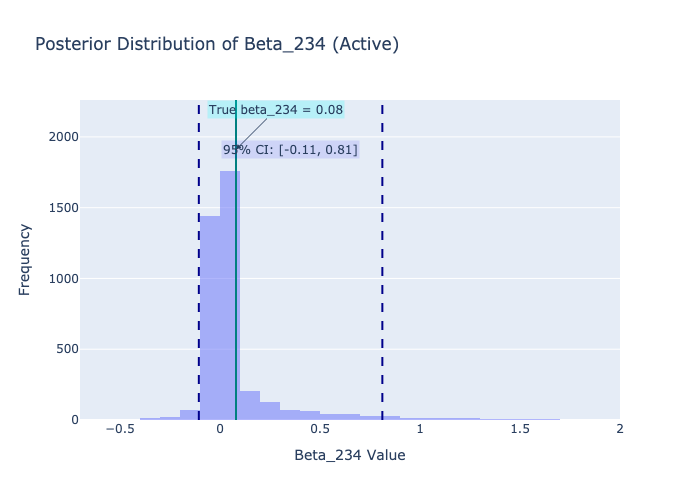 Posterior Distribution of Beta_234 (Active)
True beta_234 = 0.08
95% CI: [-0.11, 0.81]
2000
1500
1000
500
0
Frequency
−0.5
0
0.5
1
1.5
2
Beta_234 Value